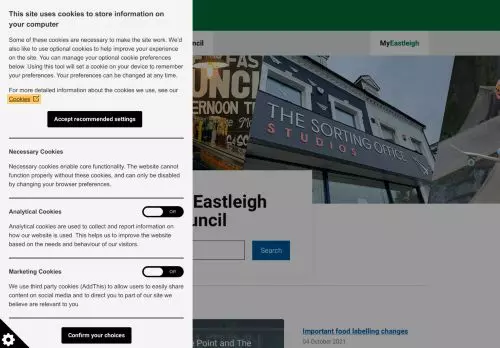 This site uses cookies to store information on
your computer
Some of these cookies are necessary to make the site work. We'd
also like to use optional cookies to help improve your experience
on the site. You can manage your optional cookie preferences
below. Using this tool will set a cookie on your device to remember
your preferences. Your preferences can be changed at any time.
For more detailed information about the cookies we use, see our
Cookies
Accept recommended settings
Necessary Cookies
Necessary cookies enable core functionality. The website cannot
function properly without these cookies, and can only be disabled
by changing your browser preferences.
Analytical Cookies
Off
Analytical cookies are used to collect and report information on
how our website is used. This helps us to improve the website
based on the needs and behaviour of our visitors.
Marketing Cookies
Off
We use third party cookies (AddThis) to allow users to easily share
content on social media and to direct you to part of our site we
believe are relevant to you.
Confirm your choices
MyEastleigh
THE SORTING OFFICE
STUDIOS
Eastleigh
Search
Point and The
Important food labelling changes
04 October 2021